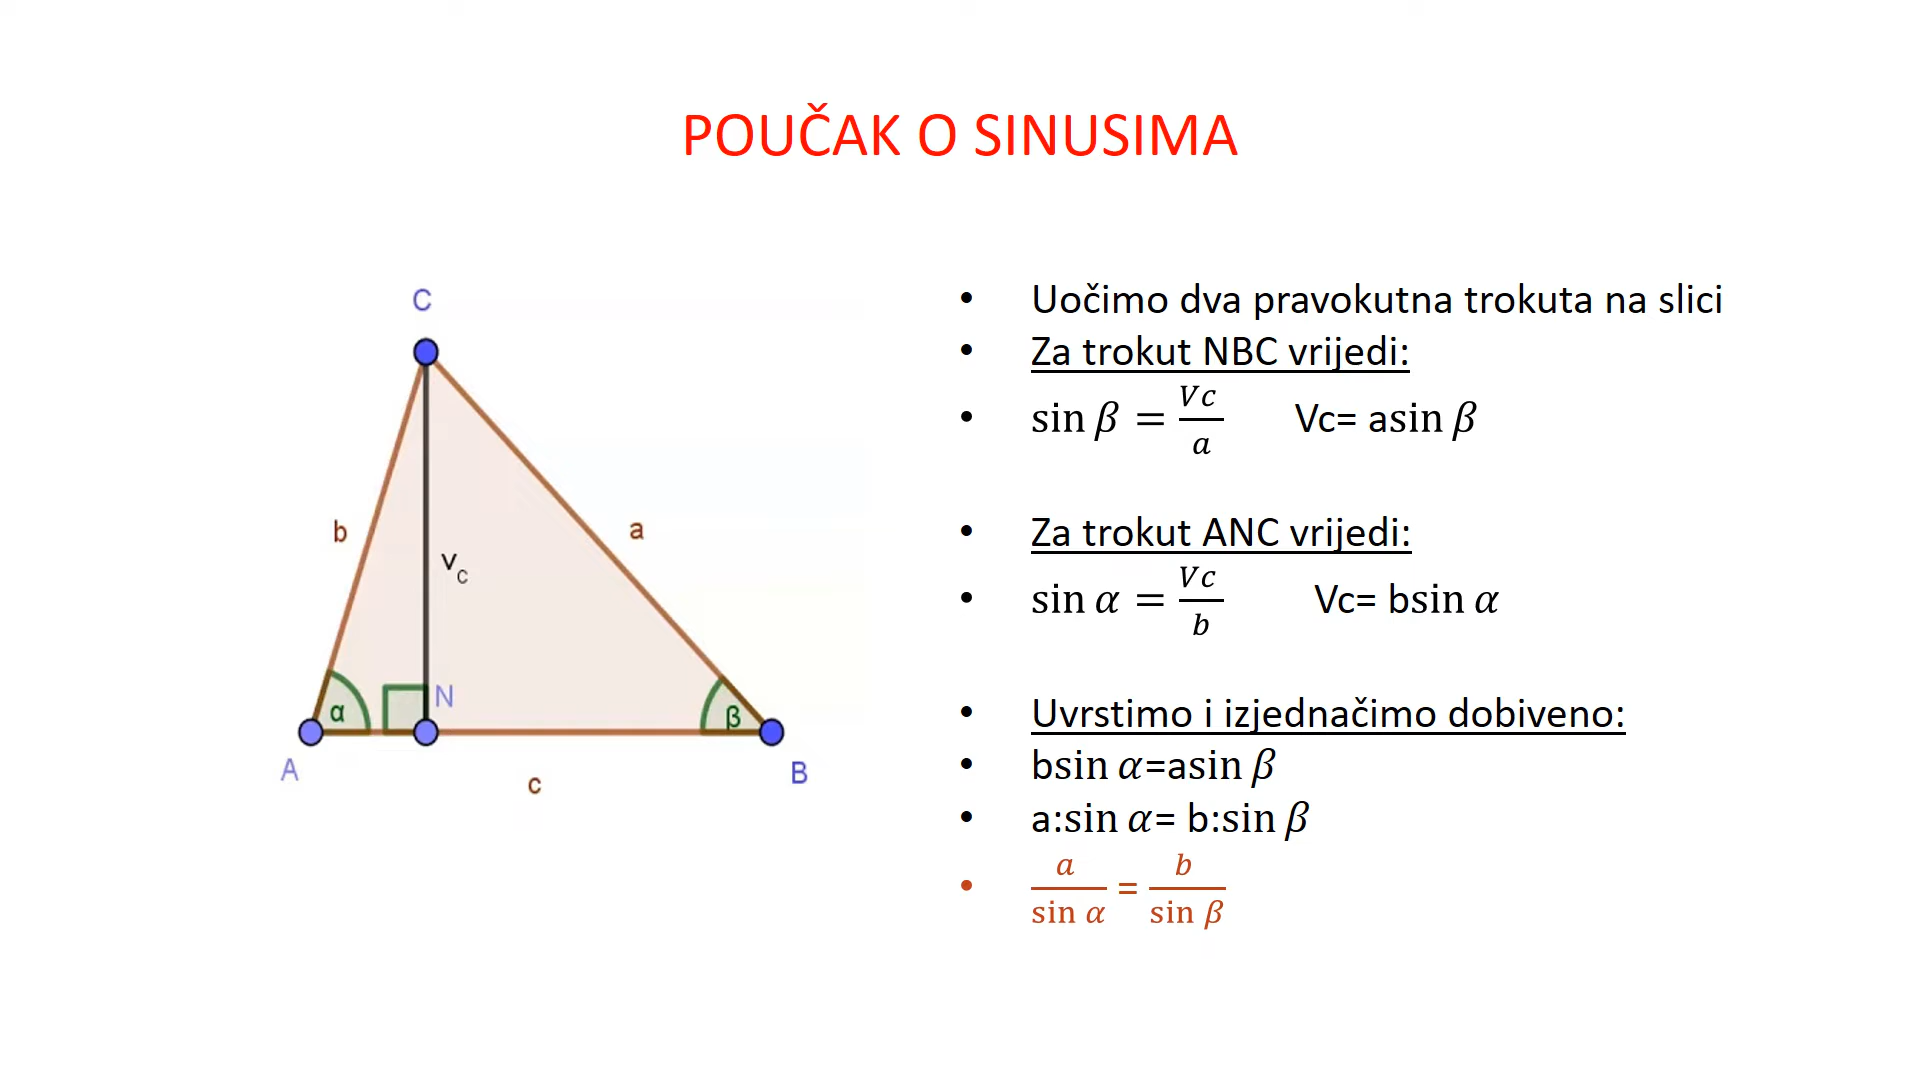 POUČAK O SINUSIMA
C
b
a
v_c
α
N
β
A
B
c
• Uočimo dva pravokutna trokuta na slici
• Za trokut NBC vrijedi:
• sin β = Vc/a Vc= asin β
• Za trokut ANC vrijedi:
• sin α = Vc/b Vc= bsin α
• Uvrstimo i izjednačimo dobiveno:
• bsin α=asin β
• a:sin α= b:sin β
• a/sin α = b/sin β